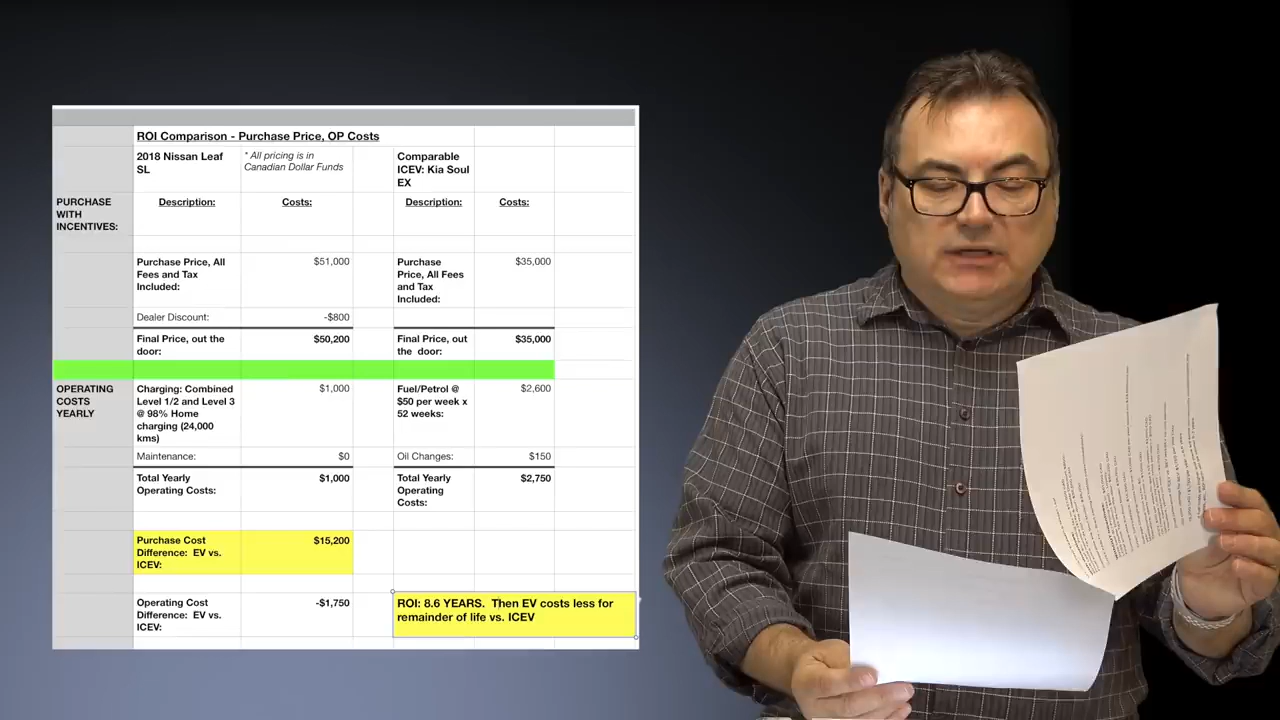 ROI Comparison - Purchase Price, OP Costs
2018 Nissan Leaf
SL
* All pricing is in
Canadian Dollar Funds
Comparable
ICEV: Kia Soul
EX
PURCHASE
WITH
INCENTIVES:
Description:
Costs:
Description:
Costs:
Purchase Price, All
Fees and Tax
Included:
$51,000
Purchase
Price, All Fees
and Tax
Included:
$35,000
Dealer Discount:
-$800
Final Price, out the
door:
$50,200
Final Price, out
the door:
$35,000
OPERATING
COSTS
YEARLY
Charging: Combined
Level 1/2 and Level 3
@ 98% Home
charging (24,000
kms)
$1,000
Fuel/Petrol @
$50 per week x
52 weeks:
$2,600
Maintenance:
$0
Oil Changes:
$150
Total Yearly
Operating Costs:
$1,000
Total Yearly
Operating
Costs:
$2,750
Purchase Cost
Difference: EV vs.
ICEV:
$15,200
Operating Cost
Difference: EV vs.
ICEV:
-$1,750
ROI: 8.6 YEARS. Then EV costs less for
remainder of life vs. ICEV